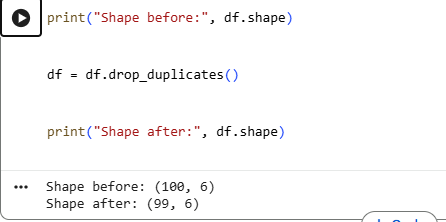 print("Shape before:", df.shape)
df = df.drop_duplicates()
print("Shape after:", df.shape)
Shape before: (100, 6)
Shape after: (99, 6)